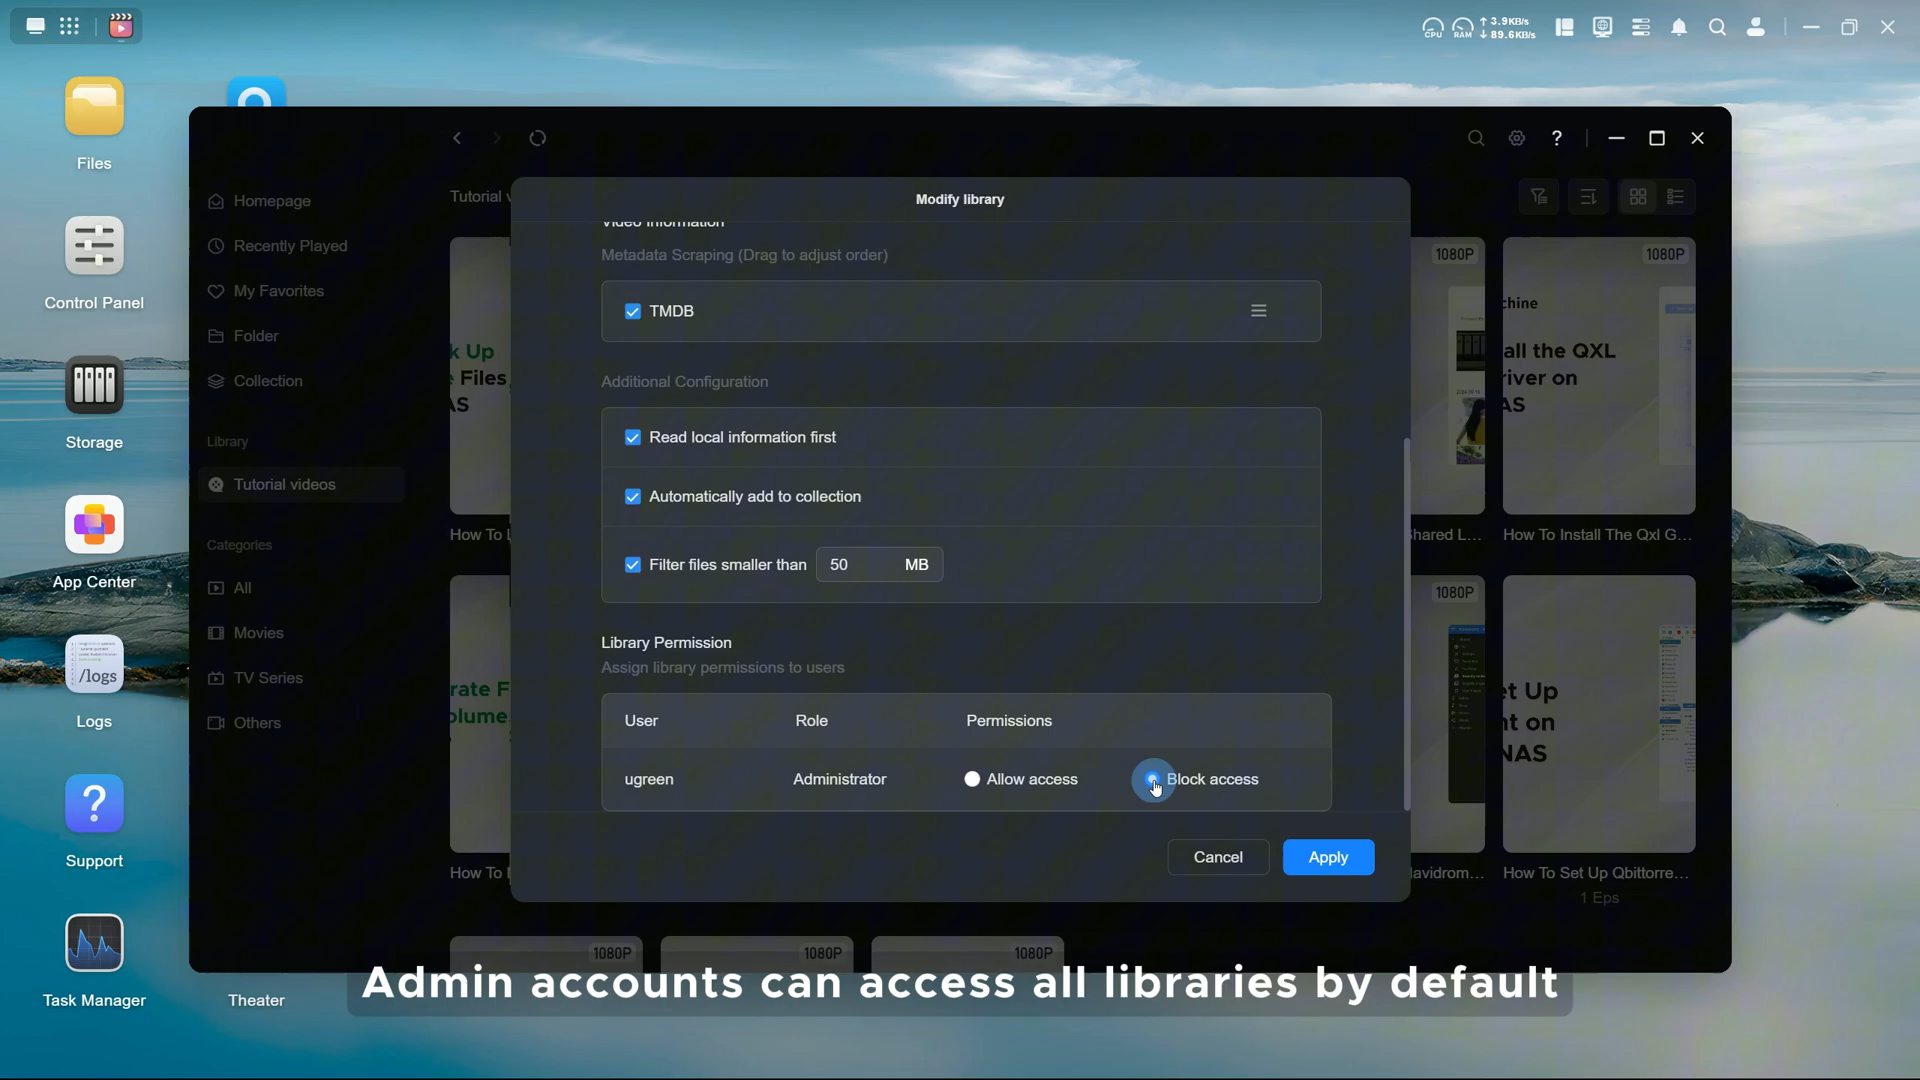 CPU
RAM
3.9KB/s
89.6KB/s
Files
Control Panel
Storage
App Center
/logs
Logs
Support
Task Manager
Theater
Homepage
Recently Played
My Favorites
Folder
Collection
Library
Tutorial videos
Categories
All
Movies
TV Series
Others
Tutorial v
k Up
Files
AS
How To
rate F
olume
How To
Modify library
Video Information
Metadata Scraping (Drag to adjust order)
TMDB
Additional Configuration
Read local information first
Automatically add to collection
Filter files smaller than 50 MB
Library Permission
Assign library permissions to users
User Role Permissions
ugreen Administrator Allow access Block access
Cancel Apply
1080P
1080P
chine
all the QXL
iver on
AS
Shared L...
How To Install The Qxl G...
1080P
et Up
nt on
NAS
lavidrom...
How To Set Up Qbittorre...
1 Eps
1080P
1080P
1080P
Admin accounts can access all libraries by default